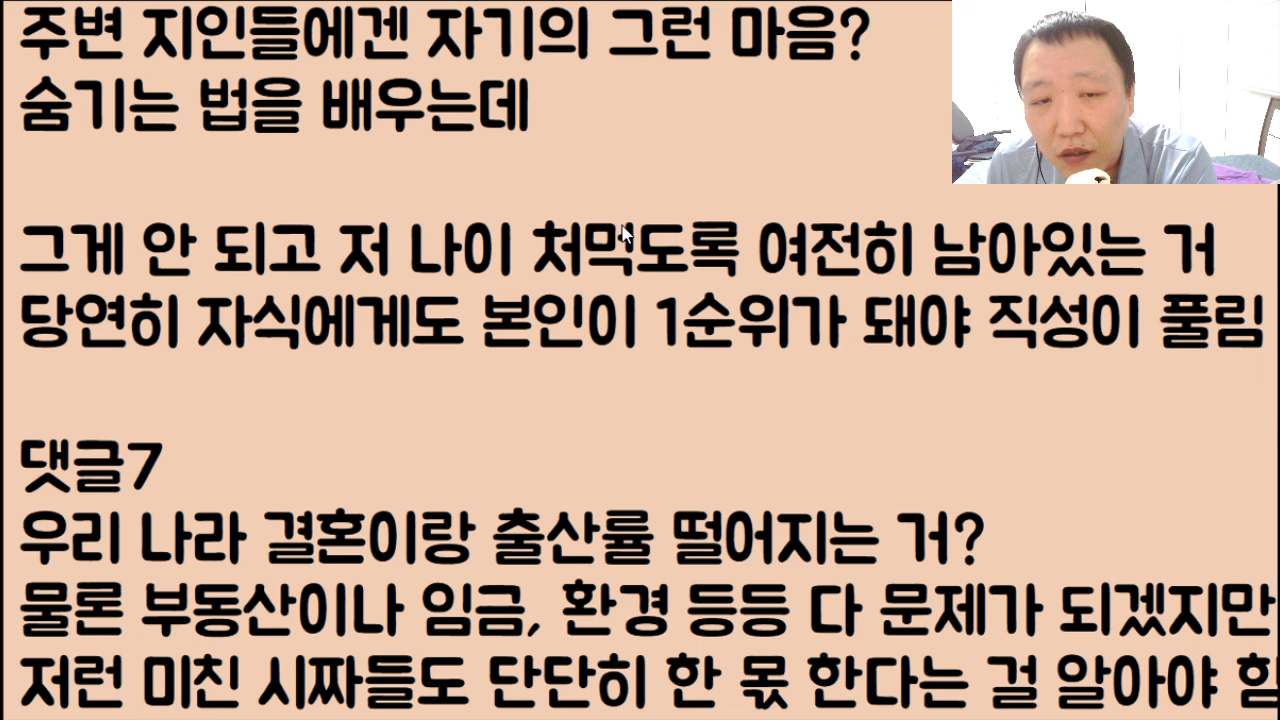 주변 지인들에겐 자기의 그런 마음?
숨기는 법을 배우는데
그게 안 되고 저 나이 처먹도록 여전히 남아있는 거
당연히 자식에게도 본인이 1순위가 돼야 직성이 풀림
댓글7
우리 나라 결혼이랑 출산률 떨어지는 거?
물론 부동산이나 임금, 환경 등등 다 문제가 되겠지만
저런 미친 시짜들도 단단히 한 몫 한다는 걸 알아야 함